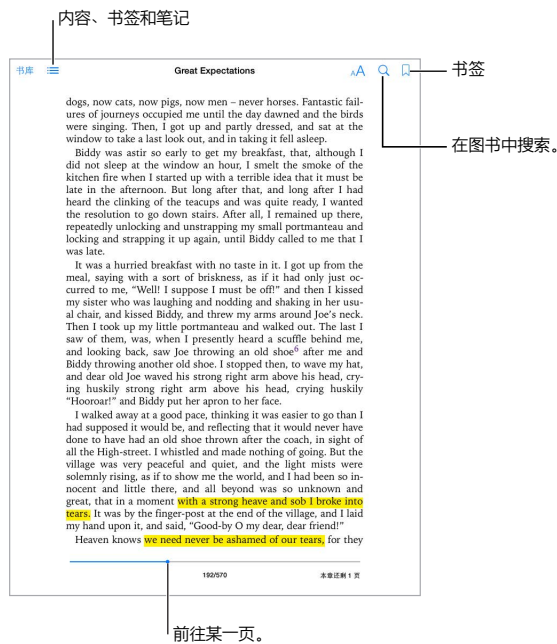 内容、书签和笔记
书库
Great Expectations
AA
书签
在图书中搜索。
dogs, now cats, now pigs, now men – never horses. Fantastic fail-
ures of journeys occupied me until the day dawned and the birds
were singing. Then, I got up and partly dressed, and sat at the
window to take a last look out, and in taking it fell asleep.
Biddy was astir so early to get my breakfast, that, although I
did not sleep at the window an hour, I smelt the smoke of the
kitchen fire when I started up with a terrible idea that it must be
late in the afternoon. But long after that, and long after I had
heard the clinking of the teacups and was quite ready, I wanted
the resolution to go down stairs. After all, I remained up there,
repeatedly unlocking and unstrapping my small portmanteau and
locking and strapping it up again, until Biddy called to me that I
was late.
It was a hurried breakfast with no taste in it. I got up from the
meal, saying with a sort of briskness, as if it had only just oc-
curred to me, “Well! I suppose I must be off!” and then I kissed
my sister who was laughing and nodding and shaking in her usu-
al chair, and kissed Biddy, and threw my arms around Joe’s neck.
Then I took up my little portmanteau and walked out. The last I
saw of them, was, when I presently heard a scuffle behind me,
and looking back, saw Joe throwing an old shoe6 after me and
Biddy throwing another old shoe. I stopped then, to wave my hat,
and dear old Joe waved his strong right arm above his head, cry-
ing huskily strong right arm above his head, crying huskily
“Hooroar!” and Biddy put her apron to her face.
I walked away at a good pace, thinking it was easier to go than I
had supposed it would be, and reflecting that it would never have
done to have had an old shoe thrown after the coach, in sight of
all the High-street. I whistled and made nothing of going. But the
village was very peaceful and quiet, and the light mists were
solemnly rising, as if to show me the world, and I had been so in-
nocent and little there, and all beyond was so unknown and
great, that in a moment with a strong heave and sob I broke into
tears. It was by the finger-post at the end of the village, and I laid
my hand upon it, and said, “Good-by O my dear, dear friend!”
Heaven knows we need never be ashamed of our tears, for they
192/570
本章还剩 1 页
前往某一页。